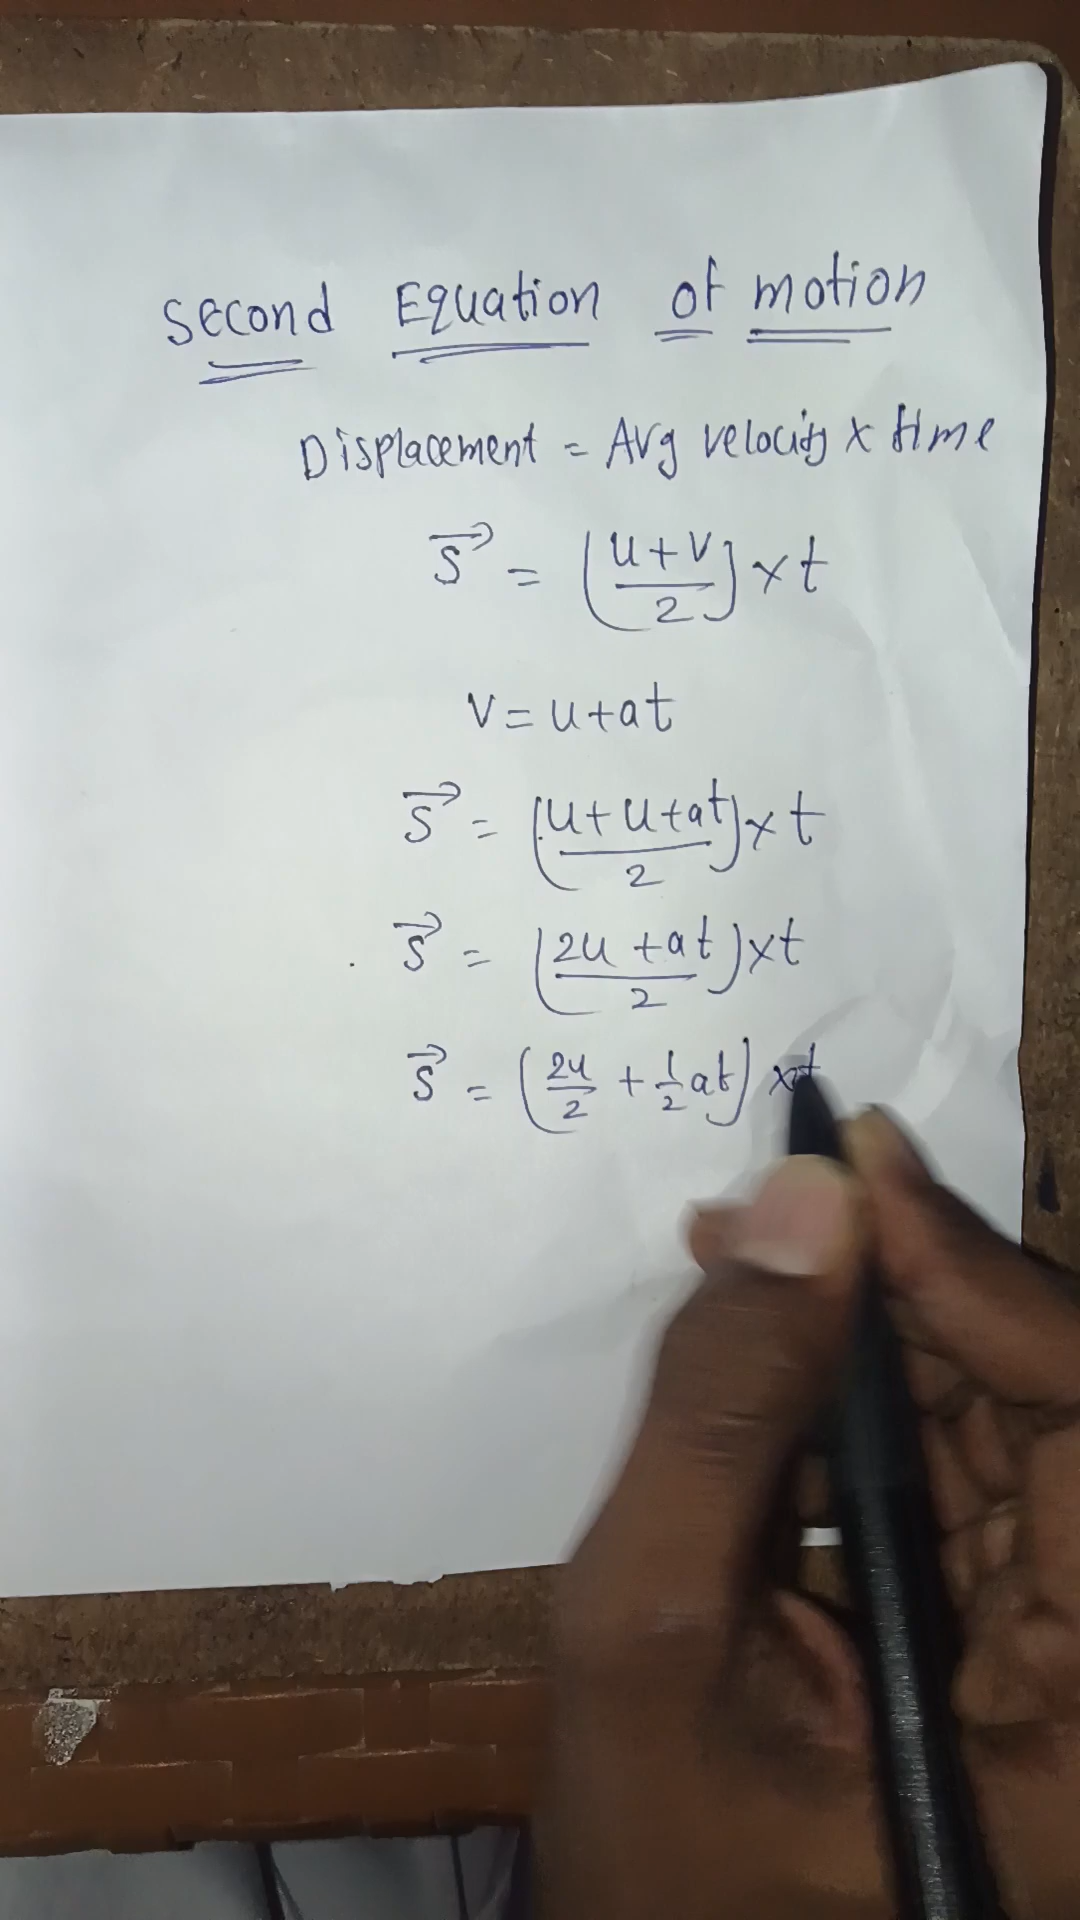 Second Equation of motion
Displacement = Avg velocity × time
s⃗ = (u+v/2) × t
v = u+at
s⃗ = (u+u+at/2) × t
s⃗ = (2u+at/2) × t
s⃗ = (2u/2 + 1/2 at) × t